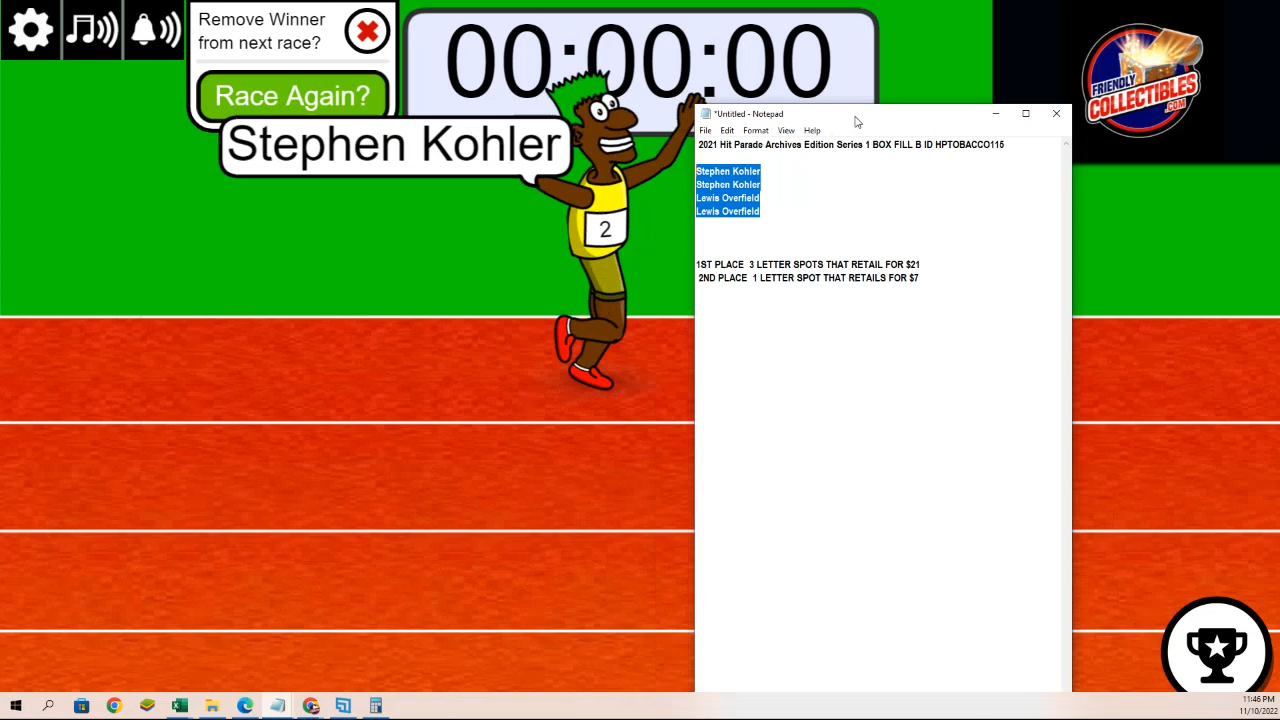 Remove Winner
from next race?
Race Again?
00:00:00
Stephen Kohler
2
FRIENDLY
COLLECTIBLES
.COM
*Untitled - Notepad
File Edit Format View Help
2021 Hit Parade Archives Edition Series 1 BOX FILL B ID HPTOBACCO115
Stephen Kohler
Stephen Kohler
Lewis Overfield
Lewis Overfield
1ST PLACE 3 LETTER SPOTS THAT RETAIL FOR $21
2ND PLACE 1 LETTER SPOT THAT RETAILS FOR $7
11:46 PM
11/10/2022